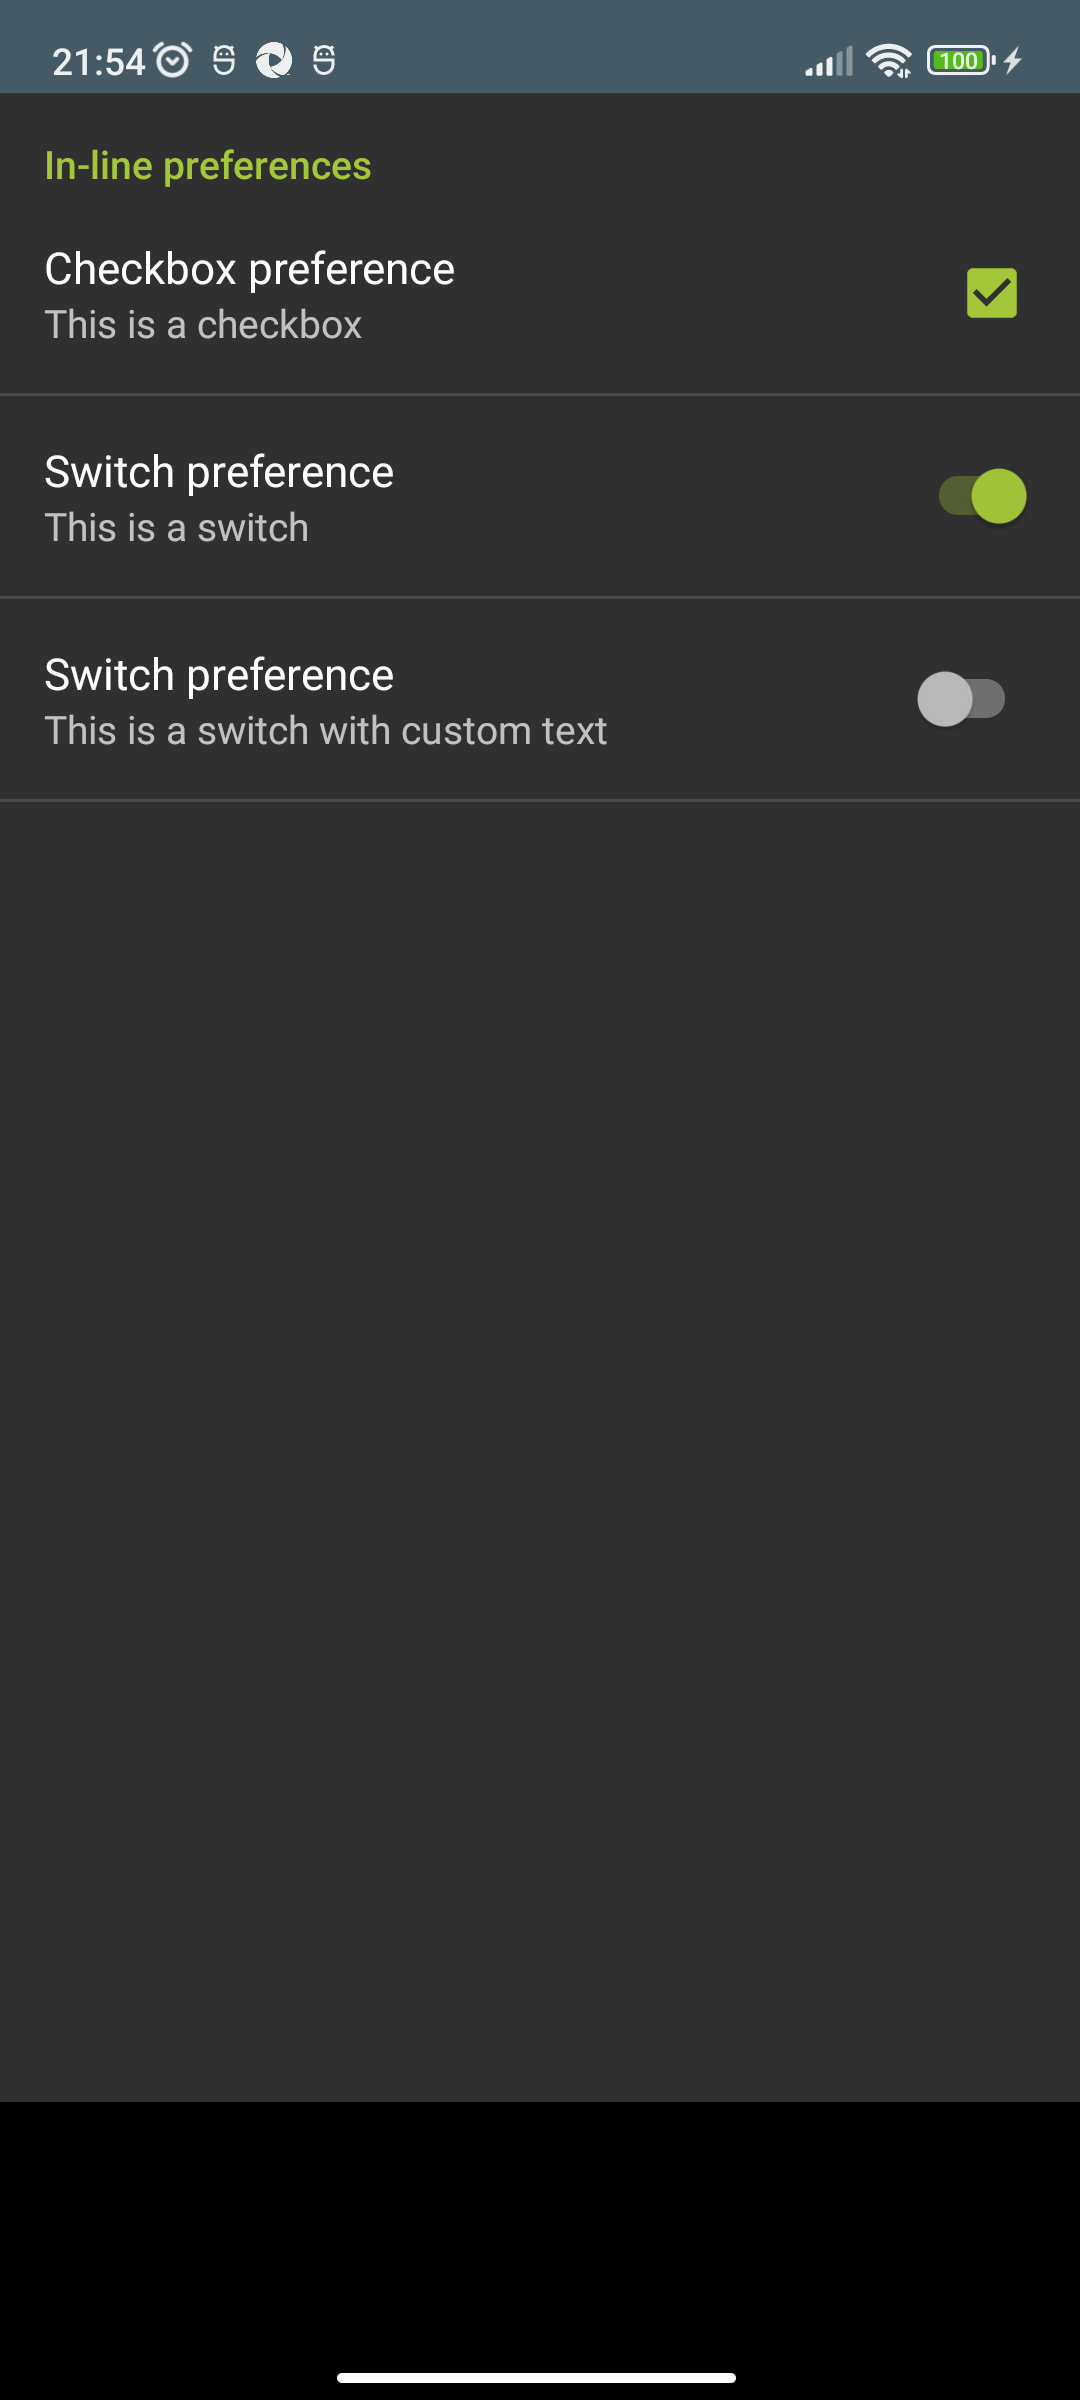 21:54
100
In-line preferences
Checkbox preference
This is a checkbox
Switch preference
This is a switch
Switch preference
This is a switch with custom text